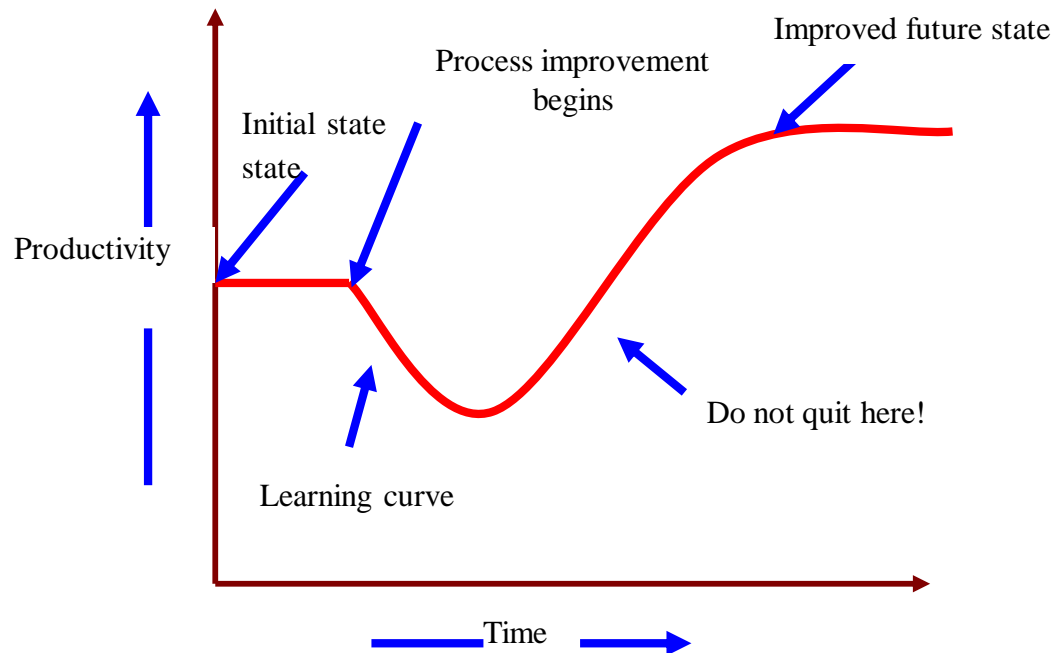 Improved future state
Process improvement
begins
Initial state
state
Productivity
Do not quit here!
Learning curve
Time